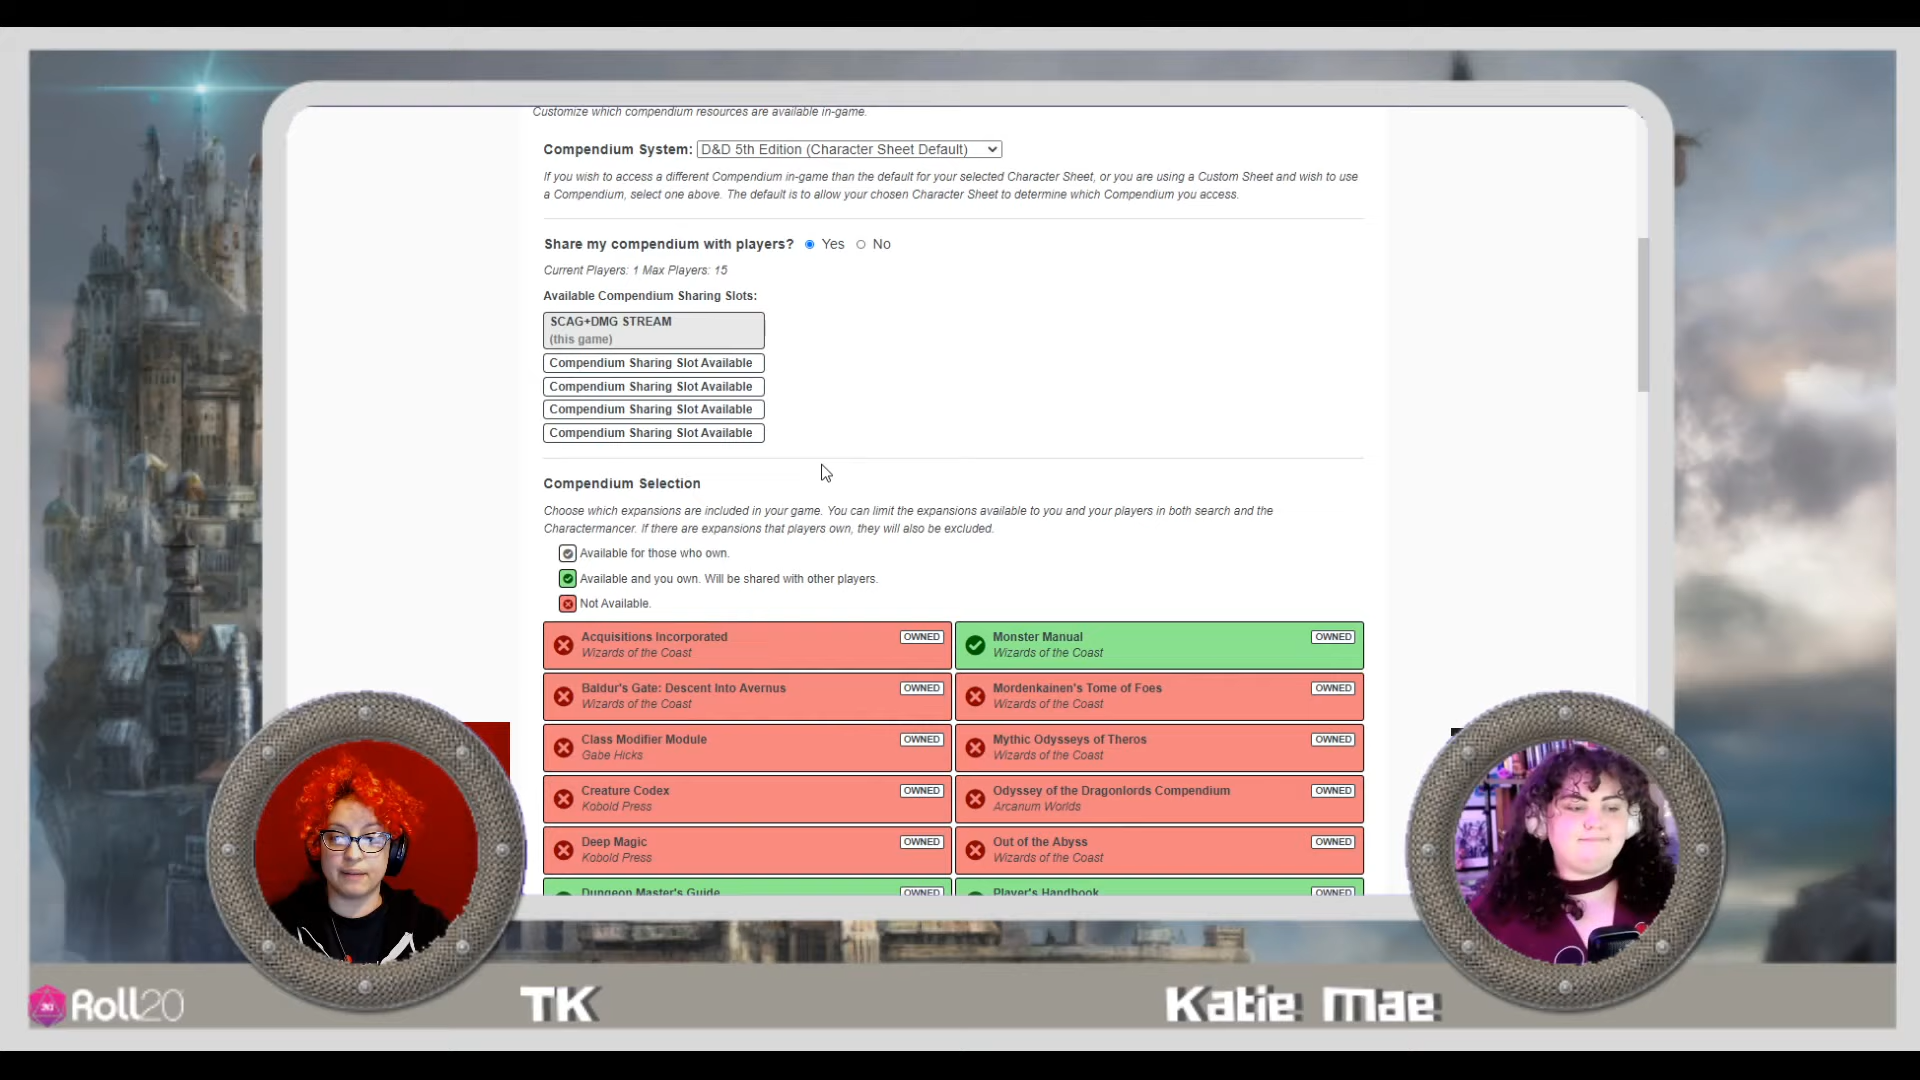 Customize which compendium resources are available in-game.
Compendium System: D&D 5th Edition (Character Sheet Default)
If you wish to access a different Compendium in-game than the default for your selected Character Sheet, or you are using a Custom Sheet and wish to use
a Compendium, select one above. The default is to allow your chosen Character Sheet to determine which Compendium you access.
Share my compendium with players? Yes No
Current Players: 1 Max Players: 15
Available Compendium Sharing Slots:
SCAG+DMG STREAM
(this game)
Compendium Sharing Slot Available
Compendium Sharing Slot Available
Compendium Sharing Slot Available
Compendium Sharing Slot Available
Compendium Selection
Choose which expansions are included in your game. You can limit the expansions available to you and your players in both search and the
Charactermancer. If there are expansions that players own, they will also be excluded.
Available for those who own.
Available and you own. Will be shared with other players.
Not Available.
Acquisitions Incorporated OWNED
Wizards of the Coast
Monster Manual OWNED
Wizards of the Coast
Baldur's Gate: Descent Into Avernus OWNED
Wizards of the Coast
Mordenkainen's Tome of Foes OWNED
Wizards of the Coast
Class Modifier Module OWNED
Gabe Hicks
Mythic Odysseys of Theros OWNED
Wizards of the Coast
Creature Codex OWNED
Kobold Press
Odyssey of the Dragonlords Compendium OWNED
Arcanum Worlds
Deep Magic OWNED
Kobold Press
Out of the Abyss OWNED
Wizards of the Coast
Dungeon Master's Guide OWNED
Player's Handbook OWNED
20 Roll20
TK
Katie Mae